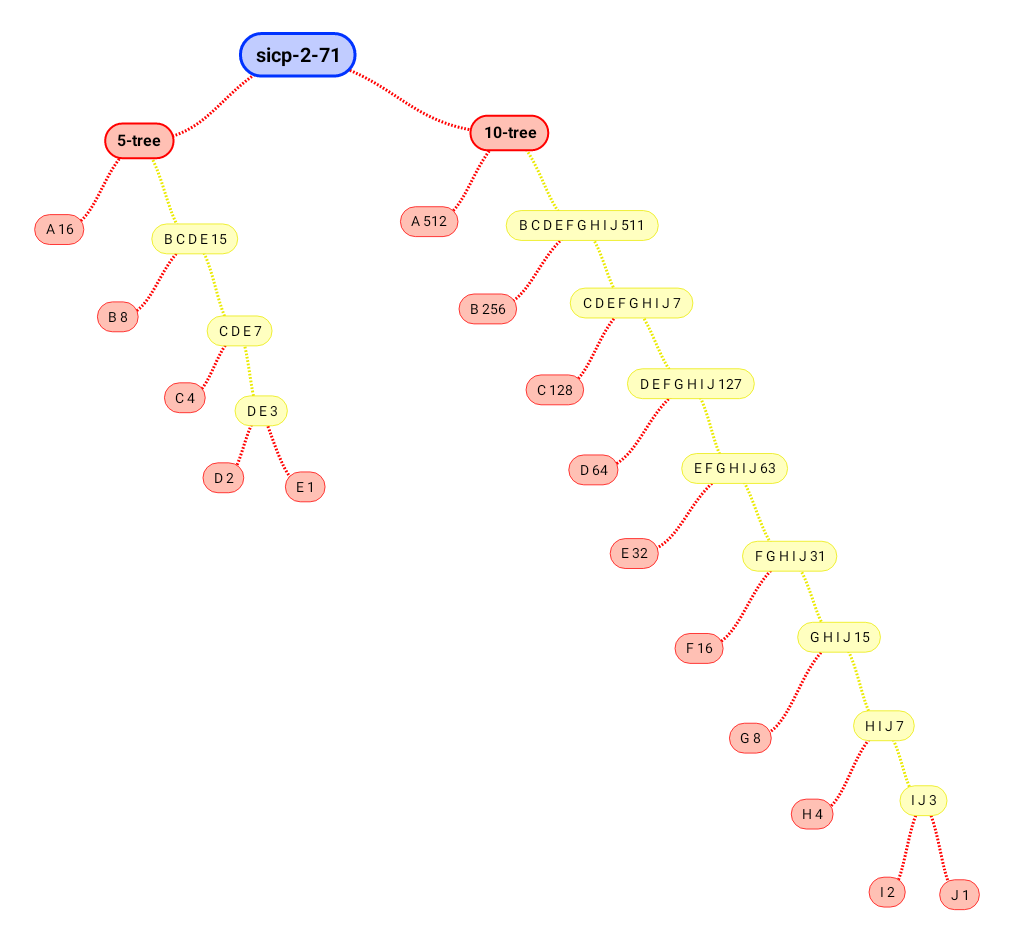 sicp-2-71
5-tree
10-tree
A 16
A 512
B C D E 15
B C D E F G H I J 511
B 8
B 256
C D E 7
C D E F G H I J 7
C 4
C 128
D E 3
D E F G H I J 127
D 2
E 1
D 64
E F G H I J 63
E 32
F G H I J 31
F 16
G H I J 15
G 8
H I J 7
H 4
I J 3
I 2
J 1